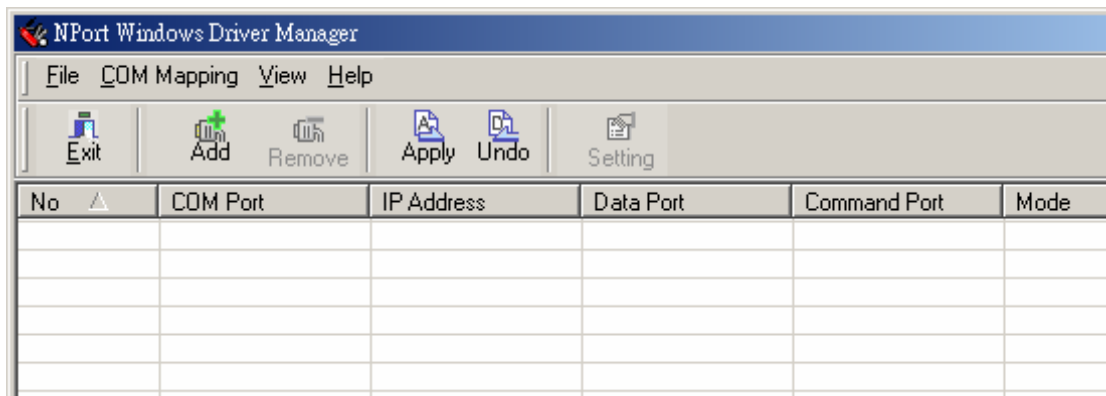 NPort Windows Driver Manager
File COM Mapping View Help
Exit Add Remove Apply Undo Setting
No COM Port IP Address Data Port Command Port Mode